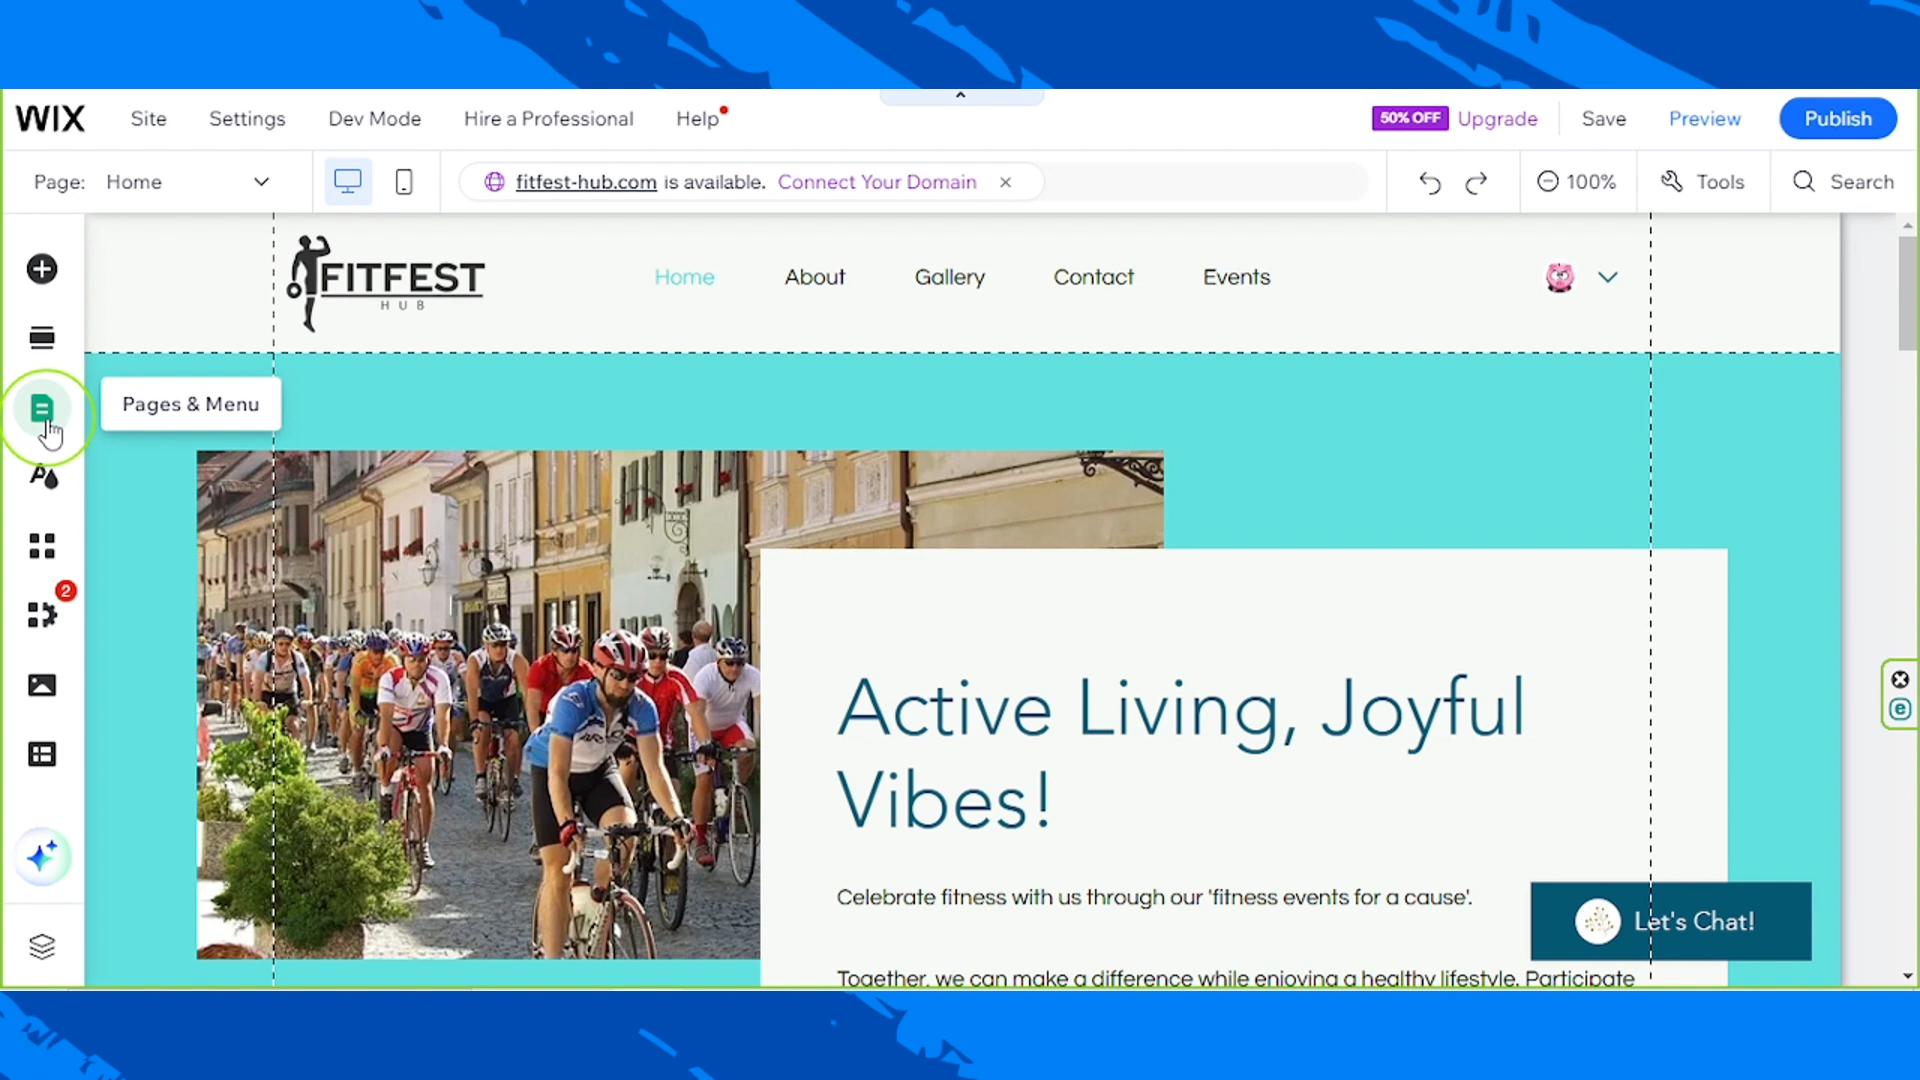 WIX Site Settings Dev Mode Hire a Professional Help 50% OFF Upgrade Save Preview Publish
Page: Home fitfest-hub.com is available. Connect Your Domain 100% Tools Search
FITFEST
HUB
Home About Gallery Contact Events
Pages & Menu
2
Active Living, Joyful
Vibes!
Celebrate fitness with us through our 'fitness events for a cause'.
Let's Chat!
Together, we can make a difference while enjoying a healthy lifestyle. Participate